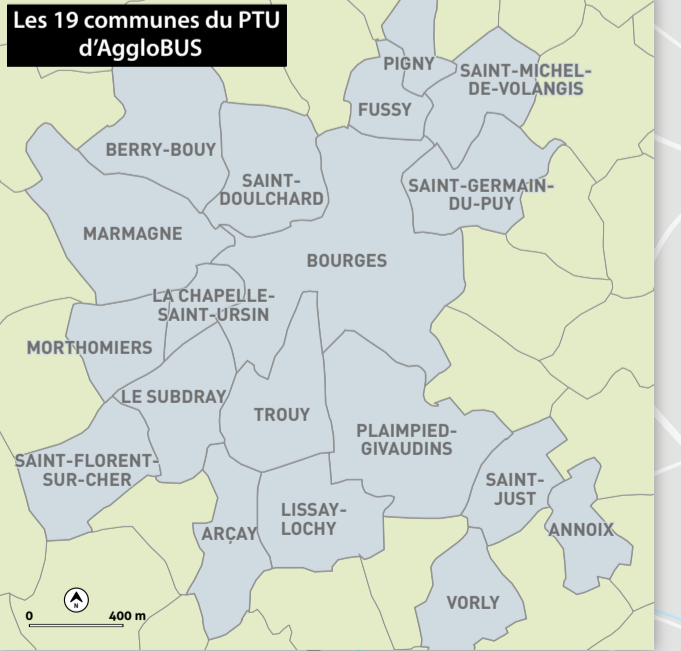 Les 19 communes du PTU
d'AggloBUS
PIGNY
SAINT-MICHEL-
DE-VOLANGIS
FUSSY
BERRY-BOUY
SAINT-
DOULCHARD
SAINT-GERMAIN-
DU-PUY
MARMAGNE
BOURGES
LA CHAPELLE-
SAINT-URSIN
MORTHOMIERS
LE SUBDRAY
TROUY
PLAIMPIED-
GIVAUDINS
SAINT-FLORENT-
SUR-CHER
SAINT-
JUST
LISSAY-
LOCHY
ARÇAY
ANNOIX
VORLY
N
0 400 m